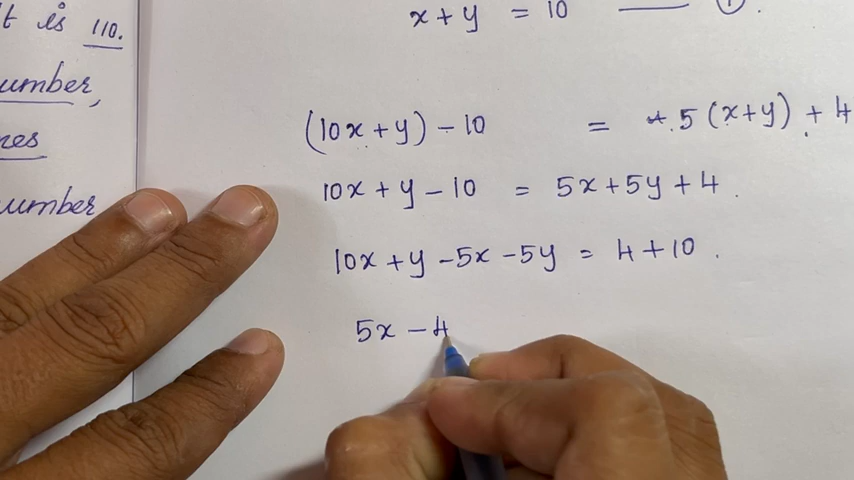 t is 110.
umber,
nes
umber
x + y = 10 —— ①.
(10x + y) - 10 = 5 (x + y) + 4
10x + y - 10 = 5x + 5y + 4.
10x + y - 5x - 5y = 4 + 10.
5x - 4